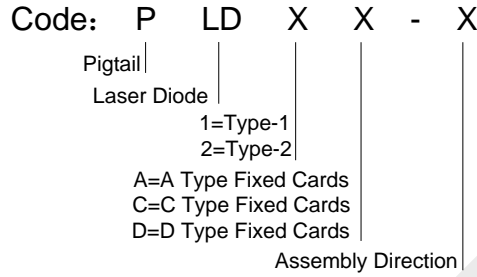 Code: P LD X X - X
Pigtail
Laser Diode
1=Type-1
2=Type-2
A=A Type Fixed Cards
C=C Type Fixed Cards
D=D Type Fixed Cards
Assembly Direction